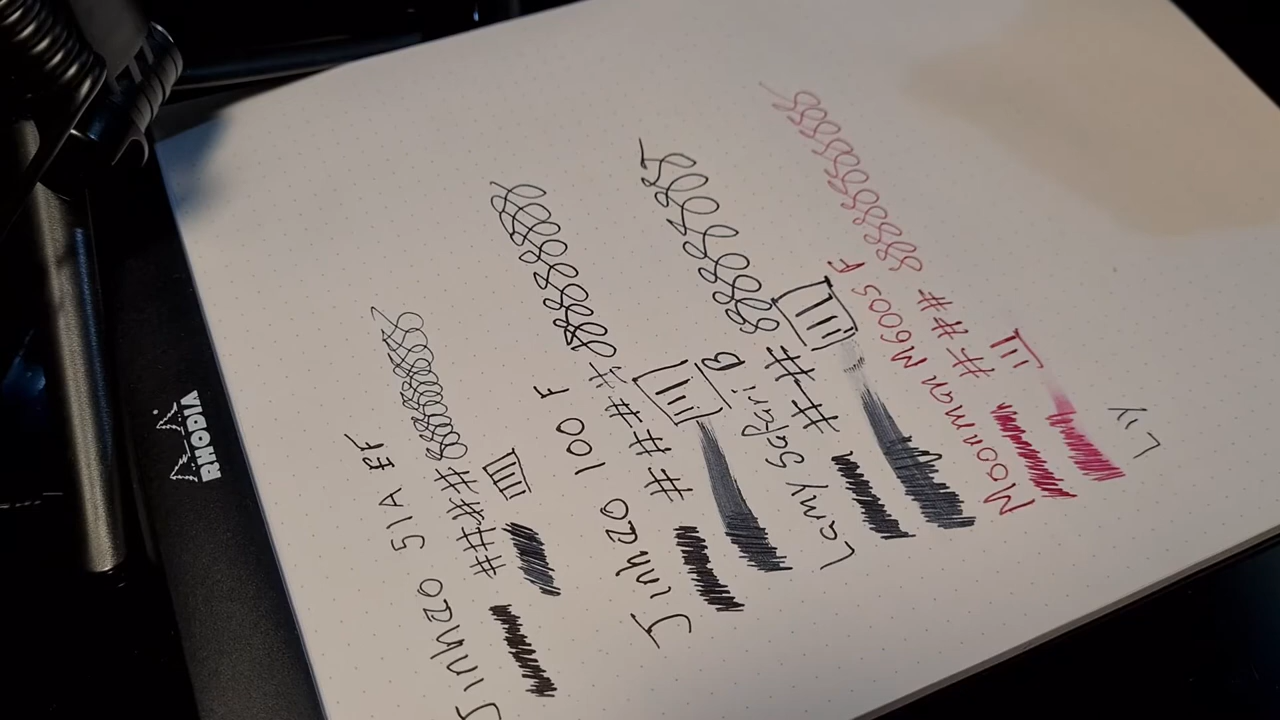 RHODIA
Jinhao 51A EF
####
Jinhao 100 F
####
Lamy Safari B
##
Moonman M600S F
###